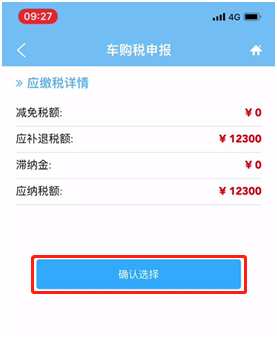 09:27 4G
车购税申报
» 应缴税详情
减免税额: ¥ 0
应补退税额: ¥ 12300
滞纳金: ¥ 0
应纳税额: ¥ 12300
确认选择